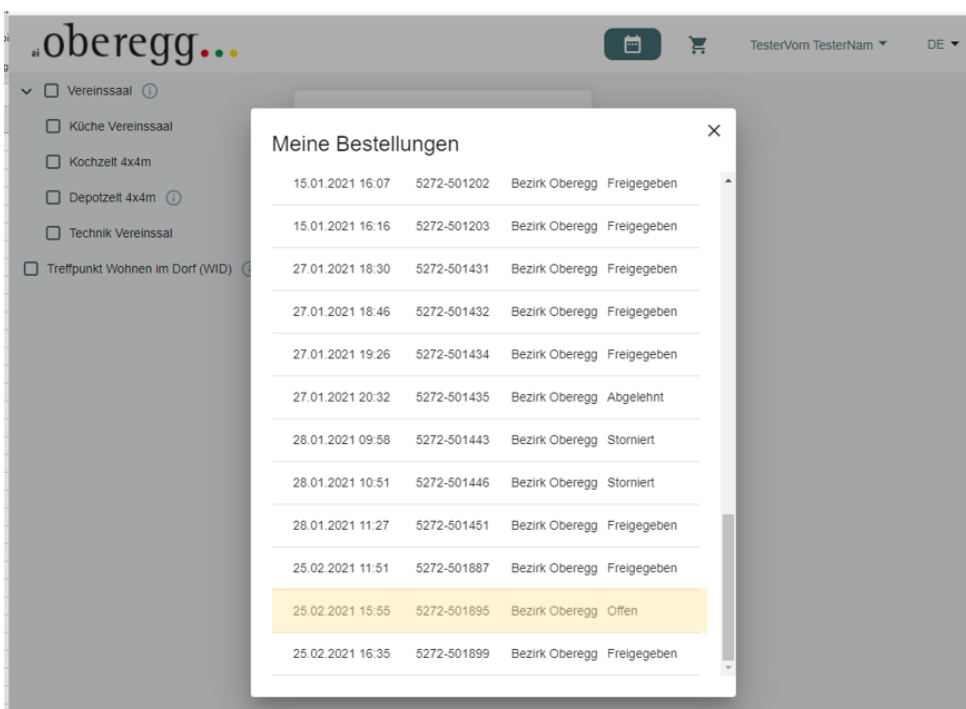 ai oberegg...
TesterVorn TesterNam
DE
Vereinssaal
Küche Vereinssaal
Kochzelt 4x4m
Depotzelt 4x4m
Technik Vereinssal
Treffpunkt Wohnen im Dorf (WID)
Meine Bestellungen
15.01.2021 16:07 5272-501202 Bezirk Oberegg Freigegeben
15.01.2021 16:16 5272-501203 Bezirk Oberegg Freigegeben
27.01.2021 18:30 5272-501431 Bezirk Oberegg Freigegeben
27.01.2021 18:46 5272-501432 Bezirk Oberegg Freigegeben
27.01.2021 19:26 5272-501434 Bezirk Oberegg Freigegeben
27.01.2021 20:32 5272-501435 Bezirk Oberegg Abgelehnt
28.01.2021 09:58 5272-501443 Bezirk Oberegg Storniert
28.01.2021 10:51 5272-501446 Bezirk Oberegg Storniert
28.01.2021 11:27 5272-501451 Bezirk Oberegg Freigegeben
25.02.2021 11:51 5272-501887 Bezirk Oberegg Freigegeben
25.02.2021 15:55 5272-501895 Bezirk Oberegg Offen
25.02.2021 16:35 5272-501899 Bezirk Oberegg Freigegeben